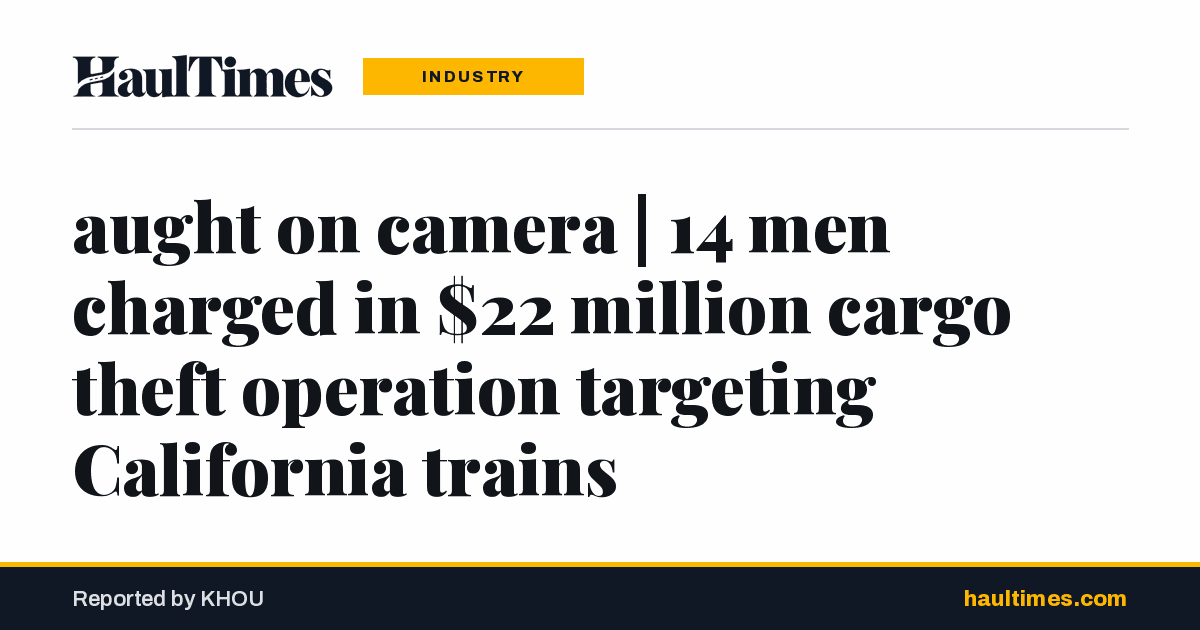 HaulTimes
INDUSTRY
aught on camera | 14 men
charged in $22 million cargo
theft operation targeting
California trains
Reported by KHOU
haultimes.com